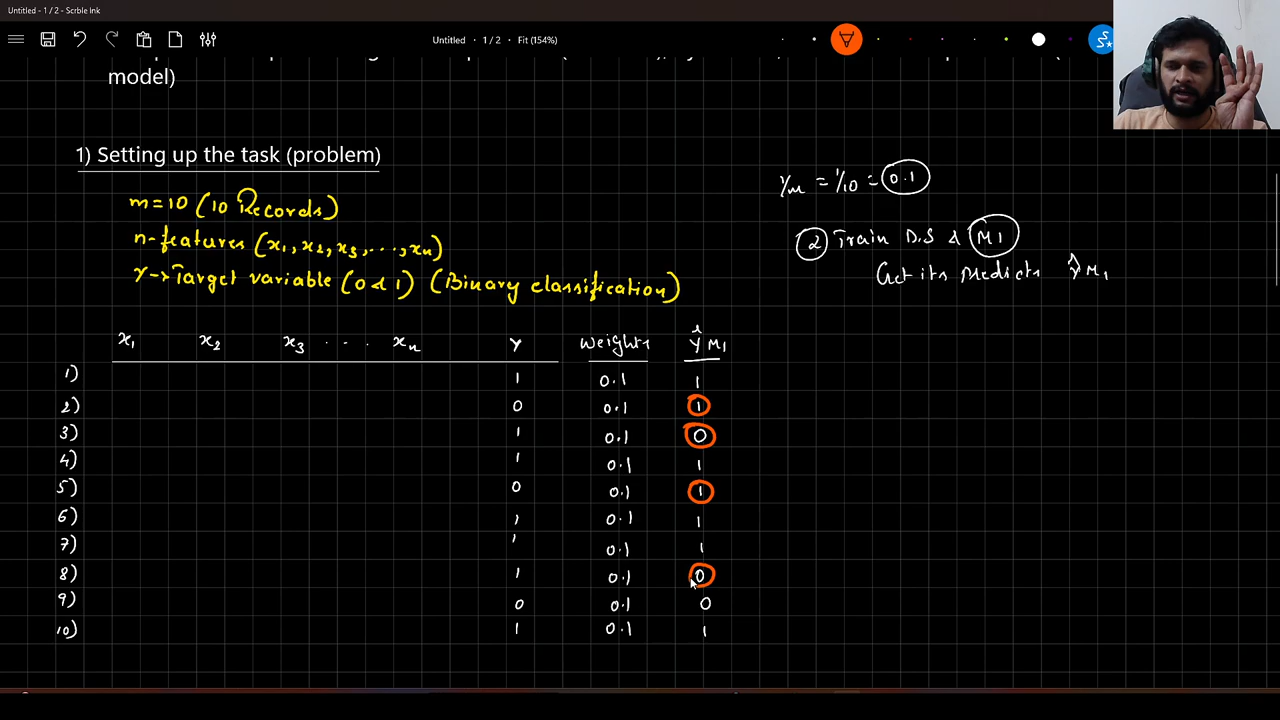 Untitled - 1 / 2 - Scrble Ink
Untitled • 1 / 2 • Fit (154%)
model)
1) Setting up the task (problem)
m=10 (10 Records)
n-features (x1, x2, x3, ..., xn)
Y→Target variable (0 & 1) (Binary classification)
1/m = 1/10 = 0.1
2 Train D.S & M1
Get its predicts ŶM1
x1 x2 x3 ... xn Y weights ŶM1
1) 1 0.1 1
2) 0 0.1 1
3) 1 0.1 0
4) 1 0.1 1
5) 0 0.1 1
6) 1 0.1 1
7) 1 0.1 1
8) 1 0.1 0
9) 0 0.1 0
10) 1 0.1 1